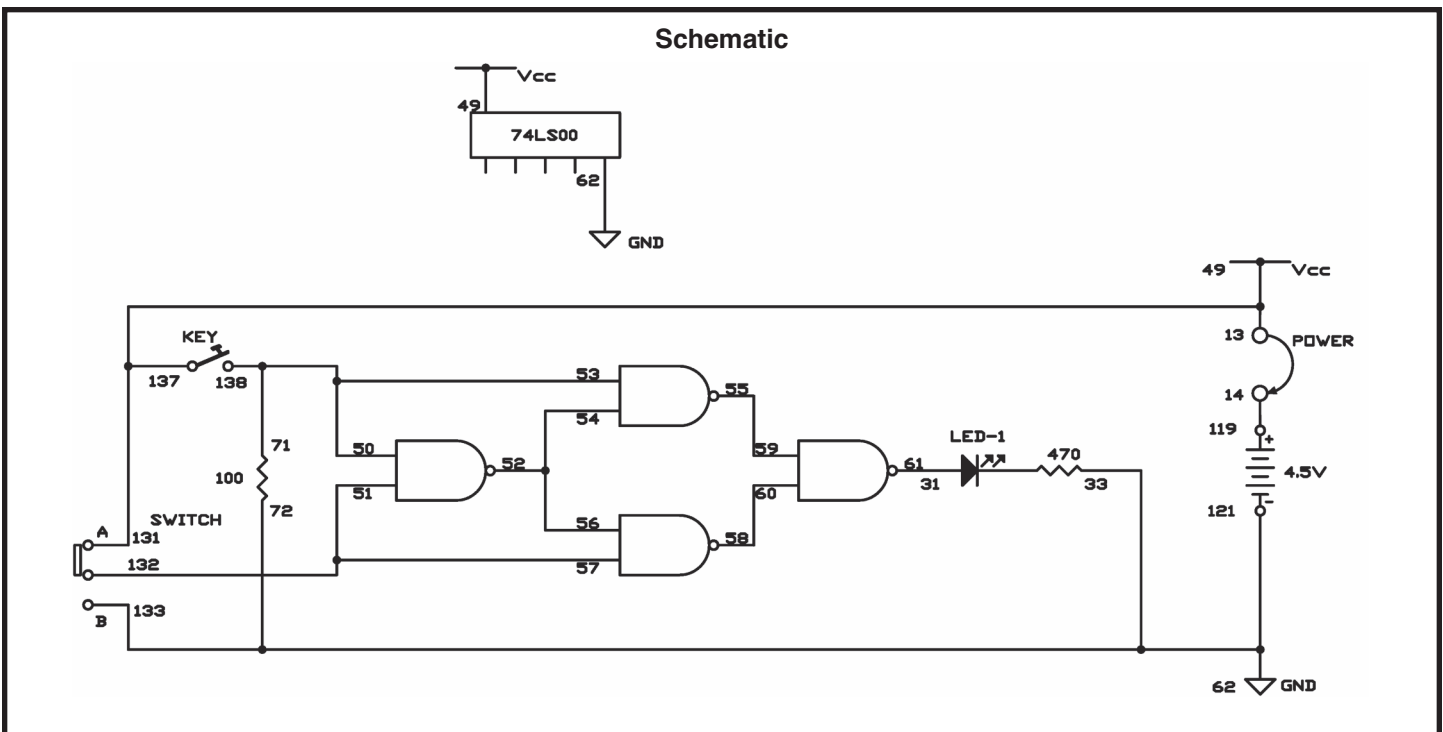 Schematic
Vcc
49
74LS00
62
GND
49
Vcc
KEY
13
POWER
137
138
53
55
14
54
119
+
71
50
52
59
LED-1
470
61
4.5V
100
51
60
31
33
72
121
-
SWITCH
56
A
131
58
132
57
133
B
62
GND